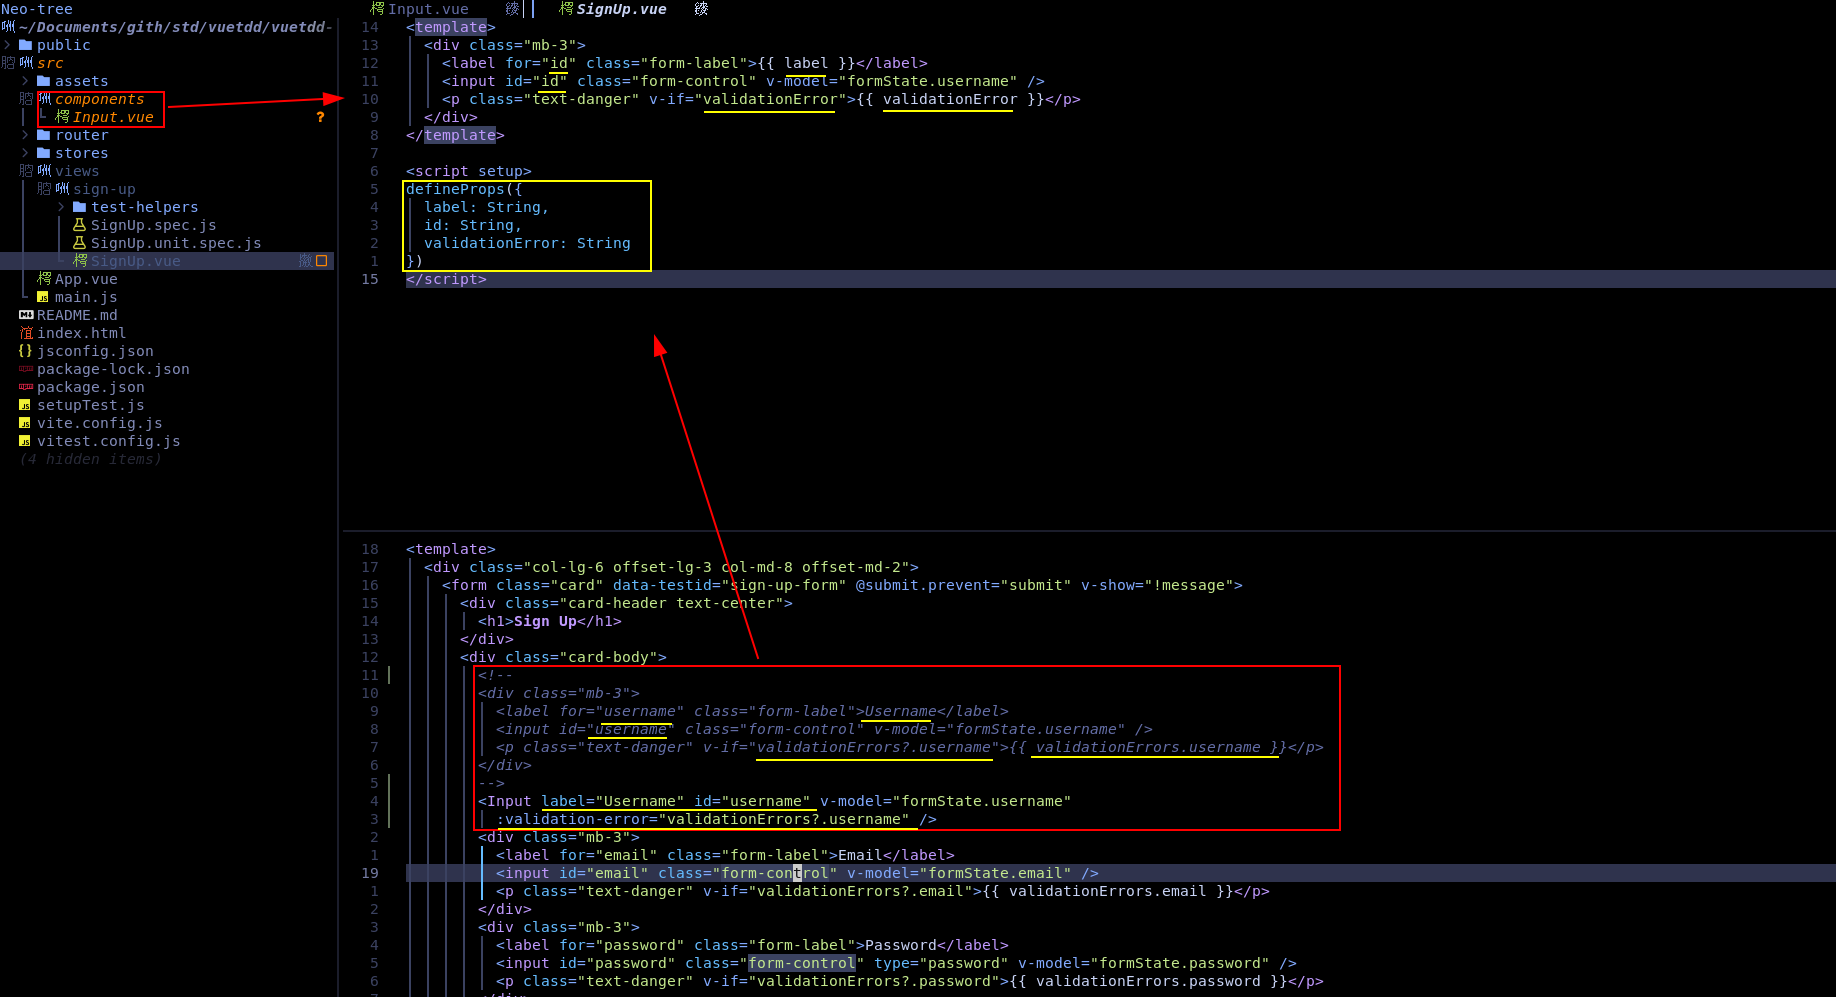 Neo-tree
~/Documents/gith/std/vuetdd/vuetdd-
public
src
assets
components
Input.vue ?
router
stores
views
sign-up
test-helpers
SignUp.spec.js
SignUp.unit.spec.js
SignUp.vue
App.vue
main.js
README.md
index.html
jsconfig.json
package-lock.json
package.json
setupTest.js
vite.config.js
vitest.config.js
(4 hidden items)
Input.vue SignUp.vue
14 <template>
13 <div class="mb-3">
12 <label for="id" class="form-label">{{ label }}</label>
11 <input id="id" class="form-control" v-model="formState.username" />
10 <p class="text-danger" v-if="validationError">{{ validationError }}</p>
9 </div>
8 </template>
7
6 <script setup>
5 defineProps({
4 label: String,
3 id: String,
2 validationError: String
1 })
15 </script>
18 <template>
17 <div class="col-lg-6 offset-lg-3 col-md-8 offset-md-2">
16 <form class="card" data-testid="sign-up-form" @submit.prevent="submit" v-show="!message">
15 <div class="card-header text-center">
14 <h1>Sign Up</h1>
13 </div>
12 <div class="card-body">
11 <!--
10 <div class="mb-3">
9 <label for="username" class="form-label">Username</label>
8 <input id="username" class="form-control" v-model="formState.username" />
7 <p class="text-danger" v-if="validationErrors?.username">{{ validationErrors.username }}</p>
6 </div>
5 -->
4 <Input label="Username" id="username" v-model="formState.username"
3 :validation-error="validationErrors?.username" />
2 <div class="mb-3">
1 <label for="email" class="form-label">Email</label>
19 <input id="email" class="form-control" v-model="formState.email" />
1 <p class="text-danger" v-if="validationErrors?.email">{{ validationErrors.email }}</p>
2 </div>
3 <div class="mb-3">
4 <label for="password" class="form-label">Password</label>
5 <input id="password" class="form-control" type="password" v-model="formState.password" />
6 <p class="text-danger" v-if="validationErrors?.password">{{ validationErrors.password }}</p>
7 </div>